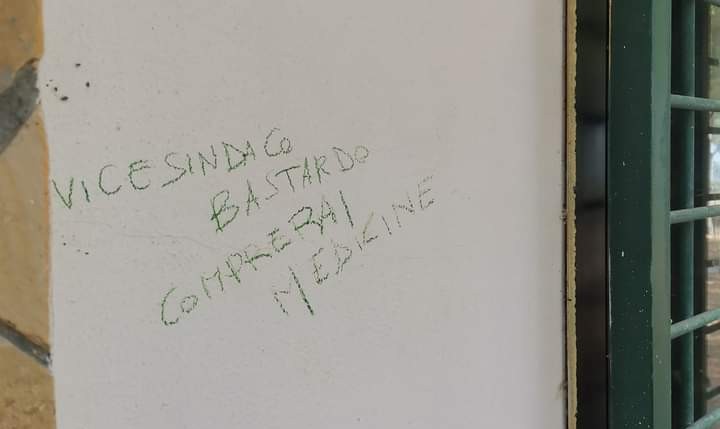 VICESINDACO
BASTARDO
COMPRERAI
MEDICINE